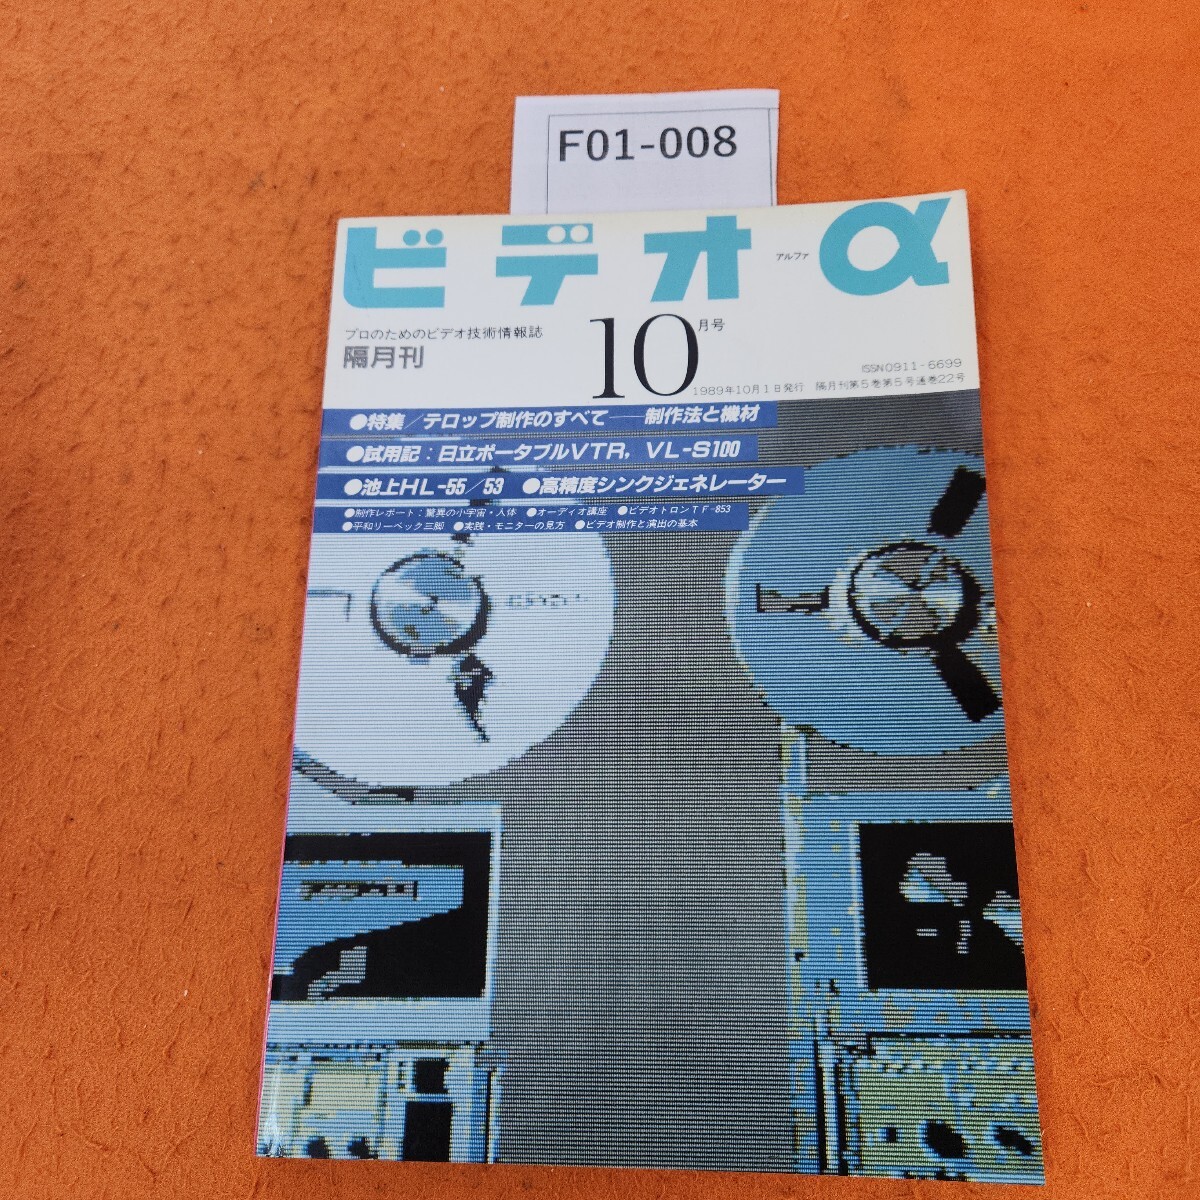 F01-008
ビデオα
アルファ
プロのためのビデオ技術情報誌
隔月刊
10月号
ISSN0911-6699
1989年10月1日発行 隔月刊第5巻第5号通巻22号
●特集/テロップ制作のすべて――制作法と機材
●試用記:日立ポータブルVTR, VL-S100
●池上HL-55/53 ●高精度シンクジェネレーター
●制作レポート:驚異の小宇宙・人体 ●オーディオ講座 ●ビデオトロンTF-853
●平和リーベック三脚 ●実践・モニターの見方 ●ビデオ制作と演出の基本